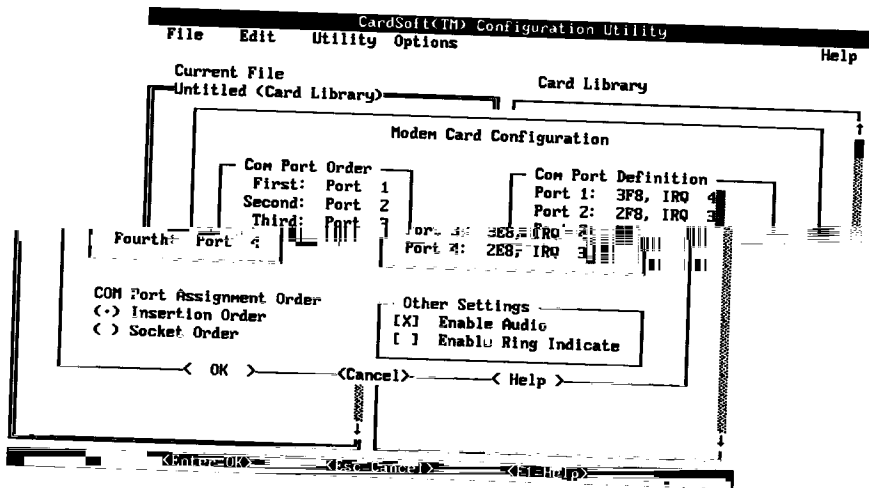 CardSoft(TM) Configuration Utility
File Edit Utility Options Help
Current File
Card Library
Untitled (Card Library)
Modem Card Configuration
Com Port Order
First: Port 1
Second: Port 2
Third: Port 3
Fourth: Port 4
Com Port Definition
Port 1: 3F8, IRQ 4
Port 2: 2F8, IRQ 3
Port 3: 3E8, IRQ
Port 4: 2E8, IRQ 3
COM Port Assignment Order
(·) Insertion Order
( ) Socket Order
Other Settings
[X] Enable Audio
[ ] Enable Ring Indicate
< OK > <Cancel> < Help >
<Enter=OK> <Esc=Cancel> <F1=Help>